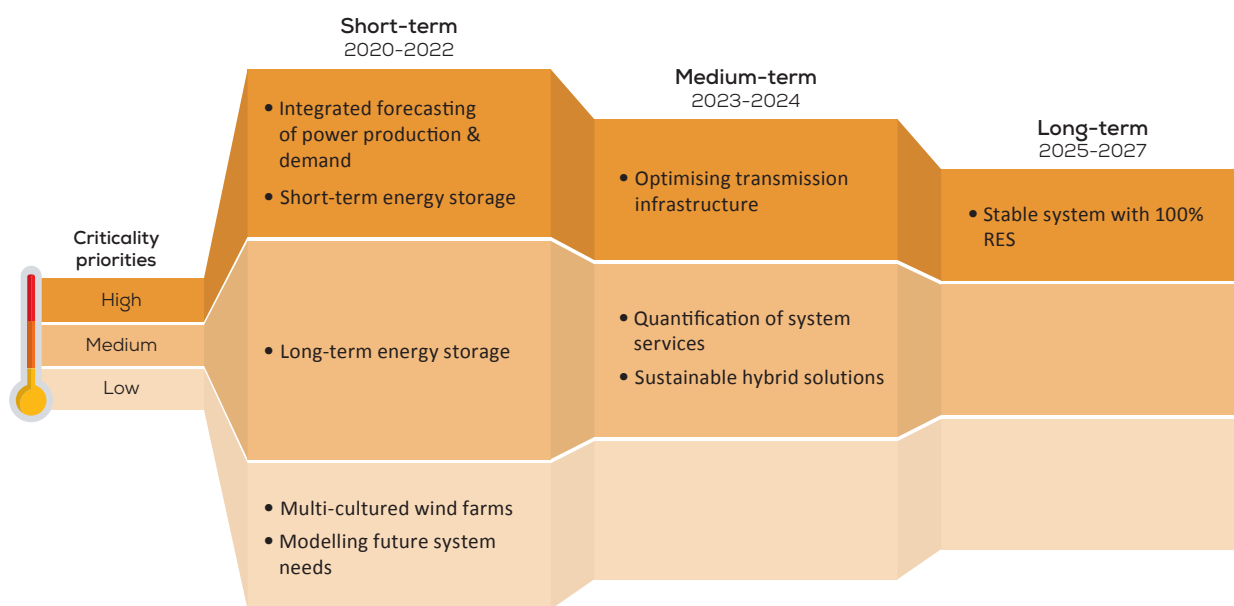 Short-term
2020-2022
• Integrated forecasting
of power production &
demand
• Short-term energy storage
• Long-term energy storage
• Multi-cultured wind farms
• Modelling future system
needs
Medium-term
2023-2024
• Optimising transmission
infrastructure
• Quantification of system
services
• Sustainable hybrid solutions
Long-term
2025-2027
• Stable system with 100%
RES
Criticality
priorities
High
Medium
Low